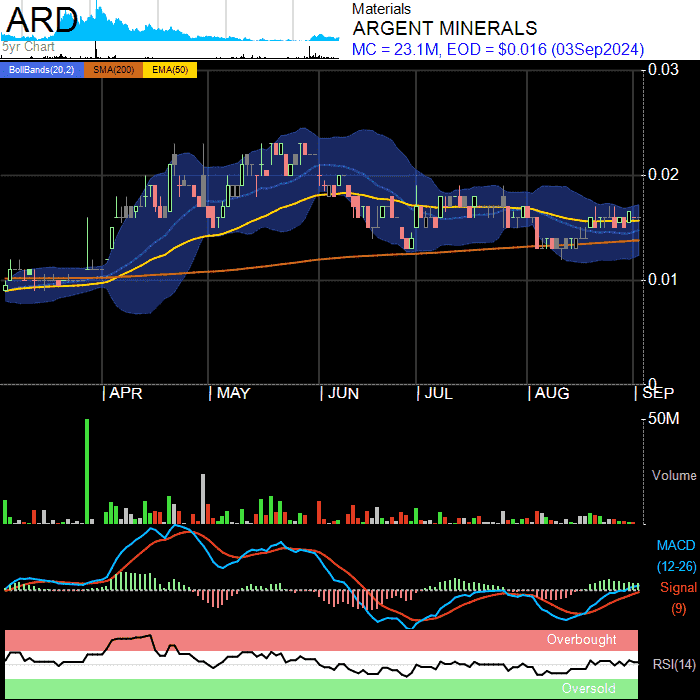 ARD
5yr Chart
Materials
ARGENT MINERALS
MC = 23.1M, EOD = $0.016 (03Sep2024)
BollBands(20,2) SMA(200) EMA(50)
0.03
0.02
0.01
0
APR MAY JUN JUL AUG SEP
50M
Volume
MACD
(12-26)
Signal
(9)
Overbought
RSI(14)
Oversold